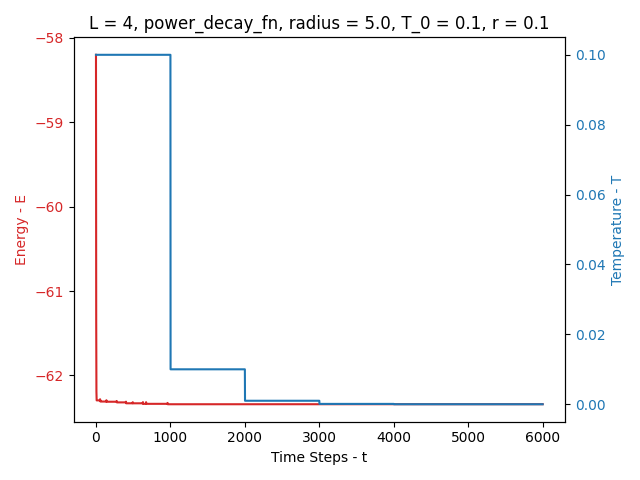 L = 4, power_decay_fn, radius = 5.0, T_0 = 0.1, r = 0.1
−58
−59
−60
−61
−62
Energy - E
0.10
0.08
0.06
0.04
0.02
0.00
Temperature - T
0 1000 2000 3000 4000 5000 6000
Time Steps - t